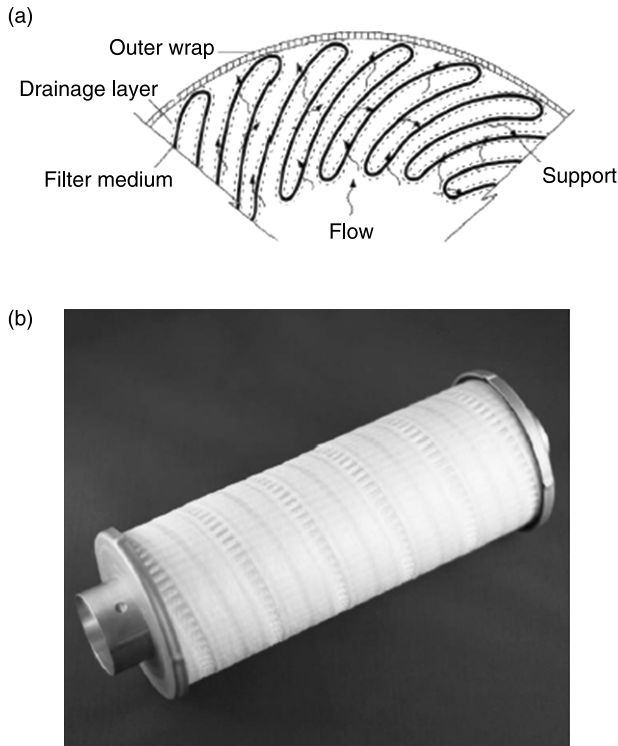 (a)
Outer wrap
Drainage layer
Filter medium
Support
Flow
(b)